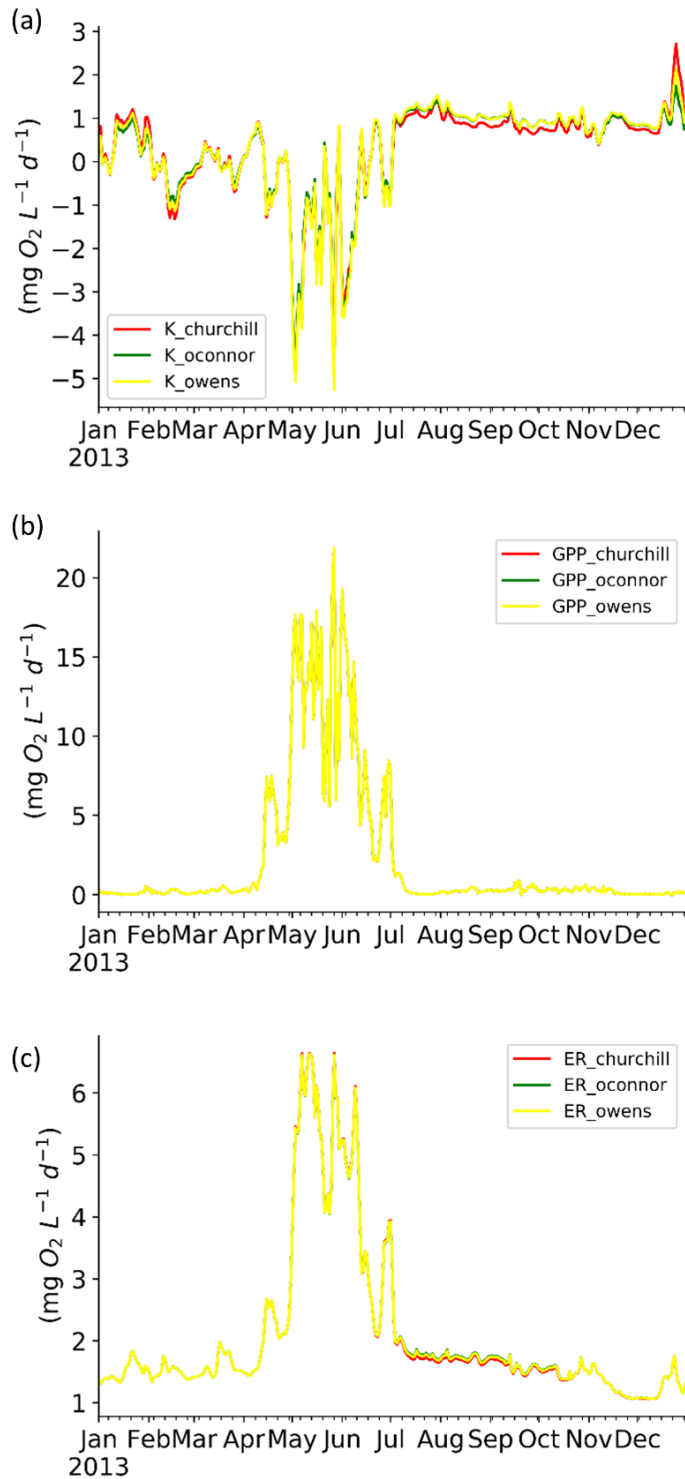 (a)
3
2
1
0
−1
−2
−3
−4
−5
(mg O₂ L⁻¹ d⁻¹)
K_churchill
K_oconnor
K_owens
Jan Feb Mar Apr May Jun Jul Aug Sep Oct Nov Dec
2013
(b)
20
15
10
5
0
(mg O₂ L⁻¹ d⁻¹)
GPP_churchill
GPP_oconnor
GPP_owens
Jan Feb Mar Apr May Jun Jul Aug Sep Oct Nov Dec
2013
(c)
6
5
4
3
2
1
(mg O₂ L⁻¹ d⁻¹)
ER_churchill
ER_oconnor
ER_owens
Jan Feb Mar Apr May Jun Jul Aug Sep Oct Nov Dec
2013